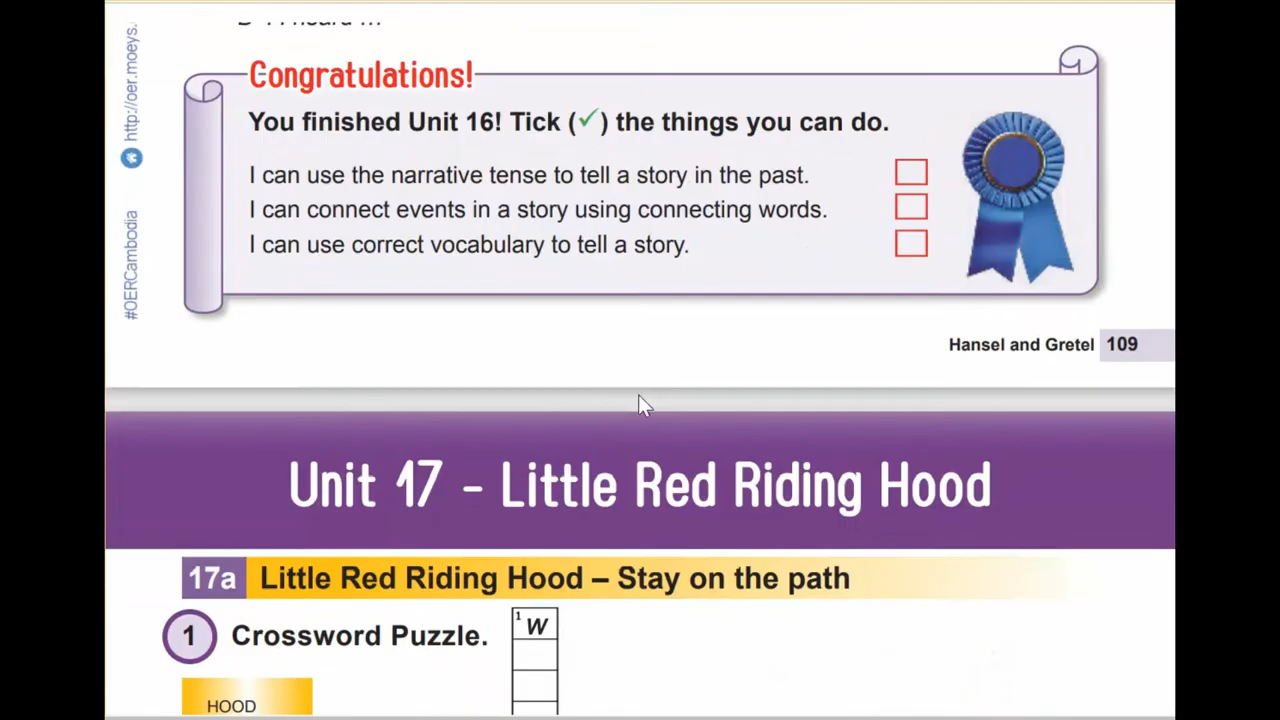 http://oer.moeys.
#OERCambodia
Congratulations!
You finished Unit 16! Tick (✓) the things you can do.
I can use the narrative tense to tell a story in the past.
I can connect events in a story using connecting words.
I can use correct vocabulary to tell a story.
Hansel and Gretel 109
Unit 17 - Little Red Riding Hood
17a Little Red Riding Hood – Stay on the path
1 Crossword Puzzle.
1 W
HOOD